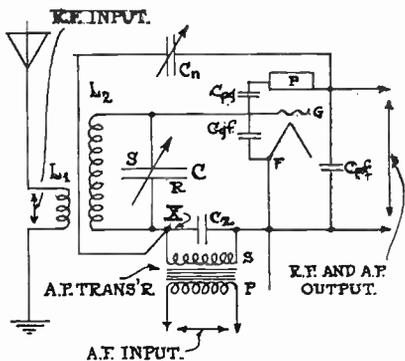 R.F. INPUT.
Cn
L2
P
Cpg
G
Cgf
S
C
R
F
Cpf
L1
X
C2
S
A.F. TRANS'R
P
R.F. AND A.F.
OUTPUT.
A.F. INPUT.